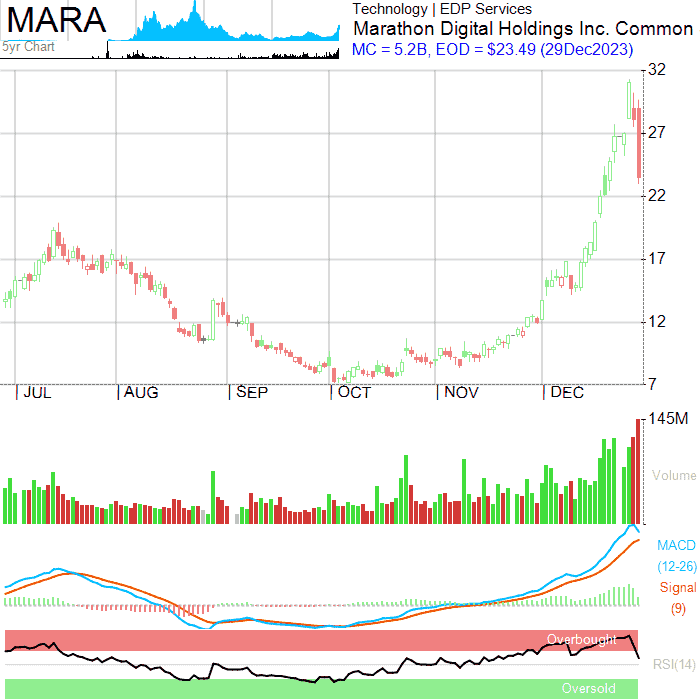 MARA
5yr Chart
Technology | EDP Services
Marathon Digital Holdings Inc. Common
MC = 5.2B, EOD = $23.49 (29Dec2023)
32
27
22
17
12
7
JUL AUG SEP OCT NOV DEC
145M
Volume
MACD
(12-26)
Signal
(9)
Overbought
RSI(14)
Oversold